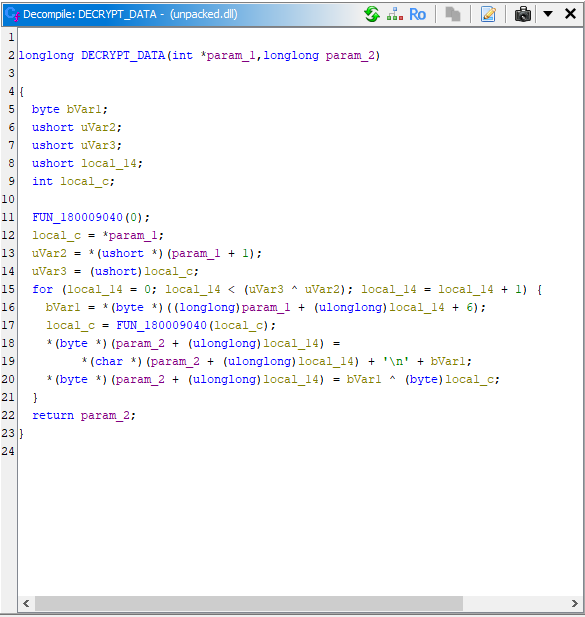 Decompile: DECRYPT_DATA - (unpacked.dll)
Ro
1
2 longlong DECRYPT_DATA(int *param_1,longlong param_2)
3
4 {
5   byte bVar1;
6   ushort uVar2;
7   ushort uVar3;
8   ushort local_14;
9   int local_c;
10
11   FUN_180009040(0);
12   local_c = *param_1;
13   uVar2 = *(ushort *)(param_1 + 1);
14   uVar3 = (ushort)local_c;
15   for (local_14 = 0; local_14 < (uVar3 ^ uVar2); local_14 = local_14 + 1) {
16     bVar1 = *(byte *)((longlong)param_1 + (ulonglong)local_14 + 6);
17     local_c = FUN_180009040(local_c);
18     *(byte *)(param_2 + (ulonglong)local_14) =
19          *(char *)(param_2 + (ulonglong)local_14) + '\n' + bVar1;
20     *(byte *)(param_2 + (ulonglong)local_14) = bVar1 ^ (byte)local_c;
21   }
22   return param_2;
23 }
24